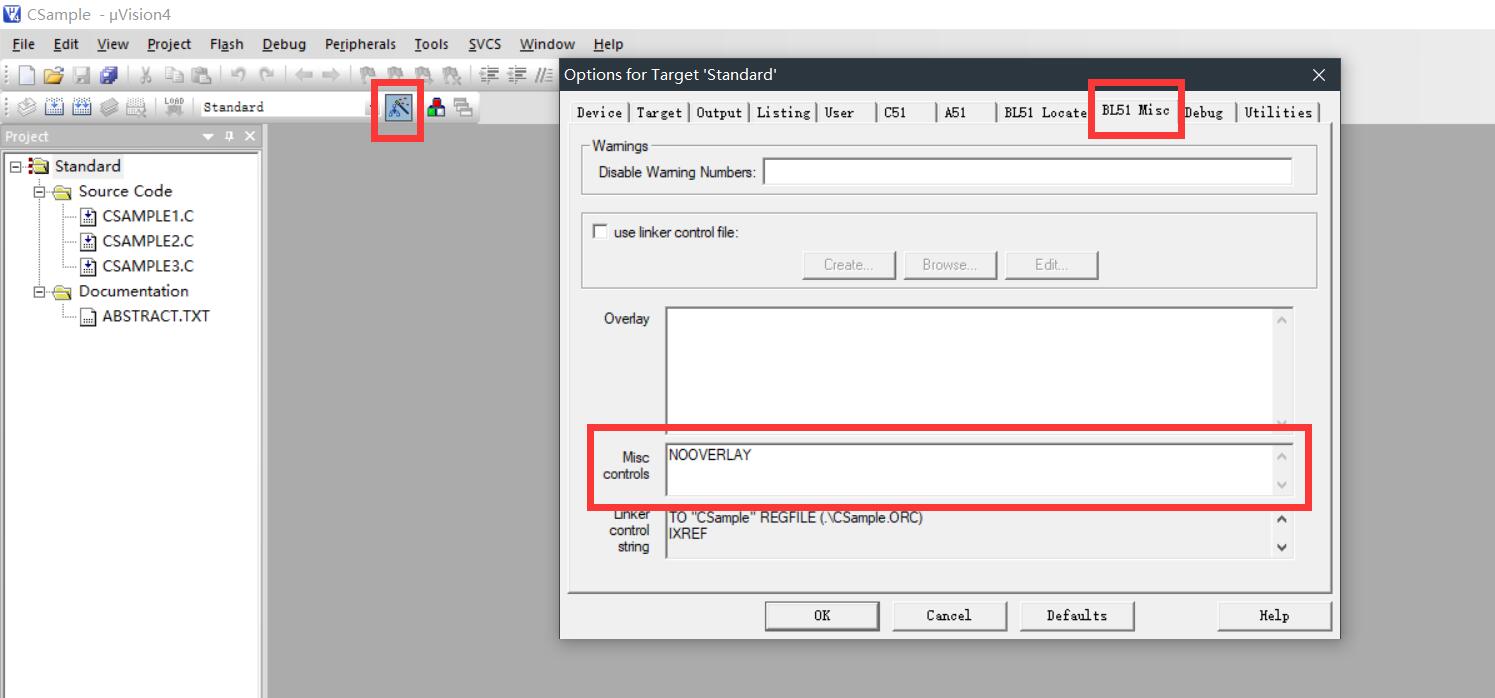 CSample - µVision4
File Edit View Project Flash Debug Peripherals Tools SVCS Window Help
LOAD Standard
Project
Standard
Source Code
CSAMPLE1.C
CSAMPLE2.C
CSAMPLE3.C
Documentation
ABSTRACT.TXT
Options for Target 'Standard'
Device Target Output Listing User C51 A51 BL51 Locate BL51 Misc Debug Utilities
Warnings
Disable Warning Numbers:
use linker control file:
Create... Browse... Edit...
Overlay
Misc controls
NOOVERLAY
Linker control string
TO "CSample" REGFILE (.\CSample.ORC)
IXREF
OK Cancel Defaults Help